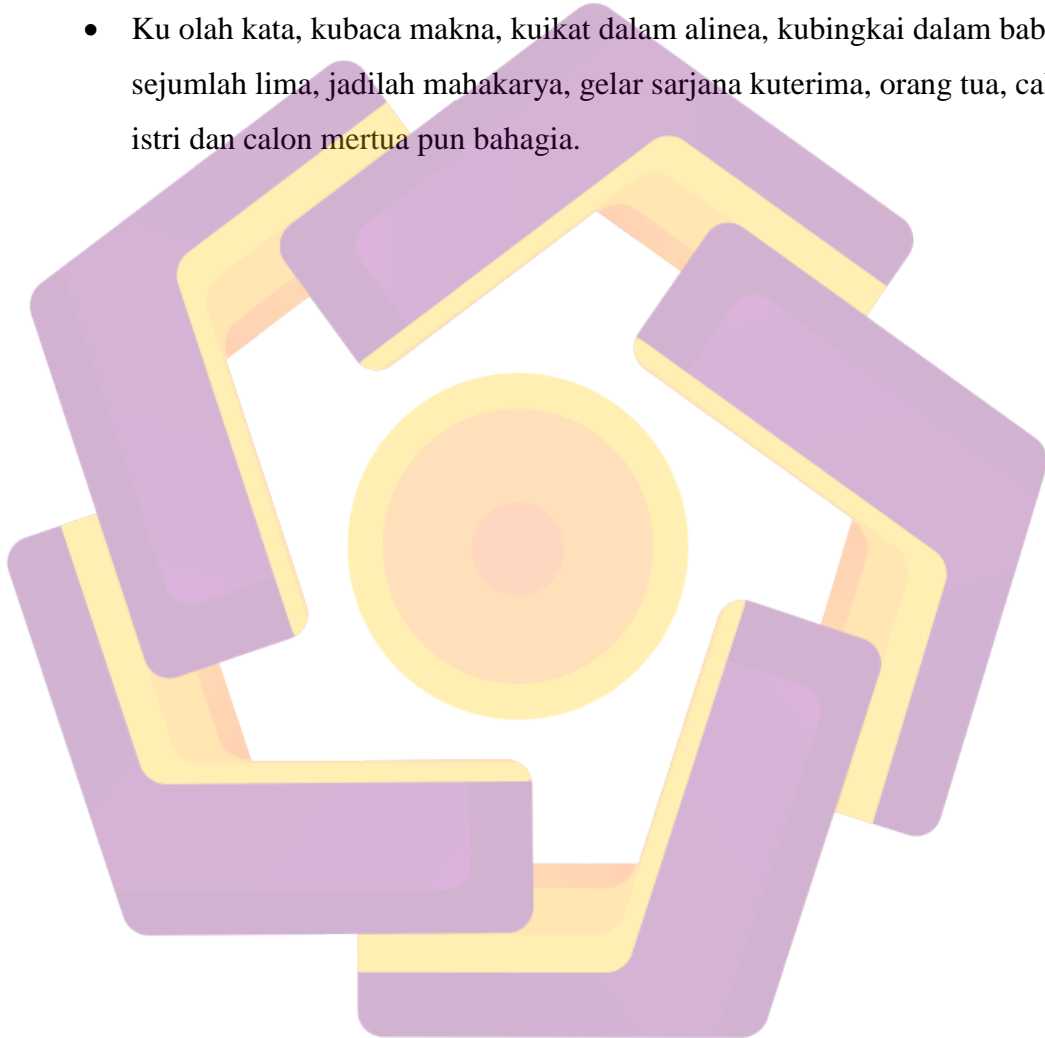 • Ku olah kata, kubaca makna, kuikat dalam alinea, kubingkai dalam bab
sejumlah lima, jadilah mahakarya, gelar sarjana kuterima, orang tua,
istri dan calon mertua pun bahagia.